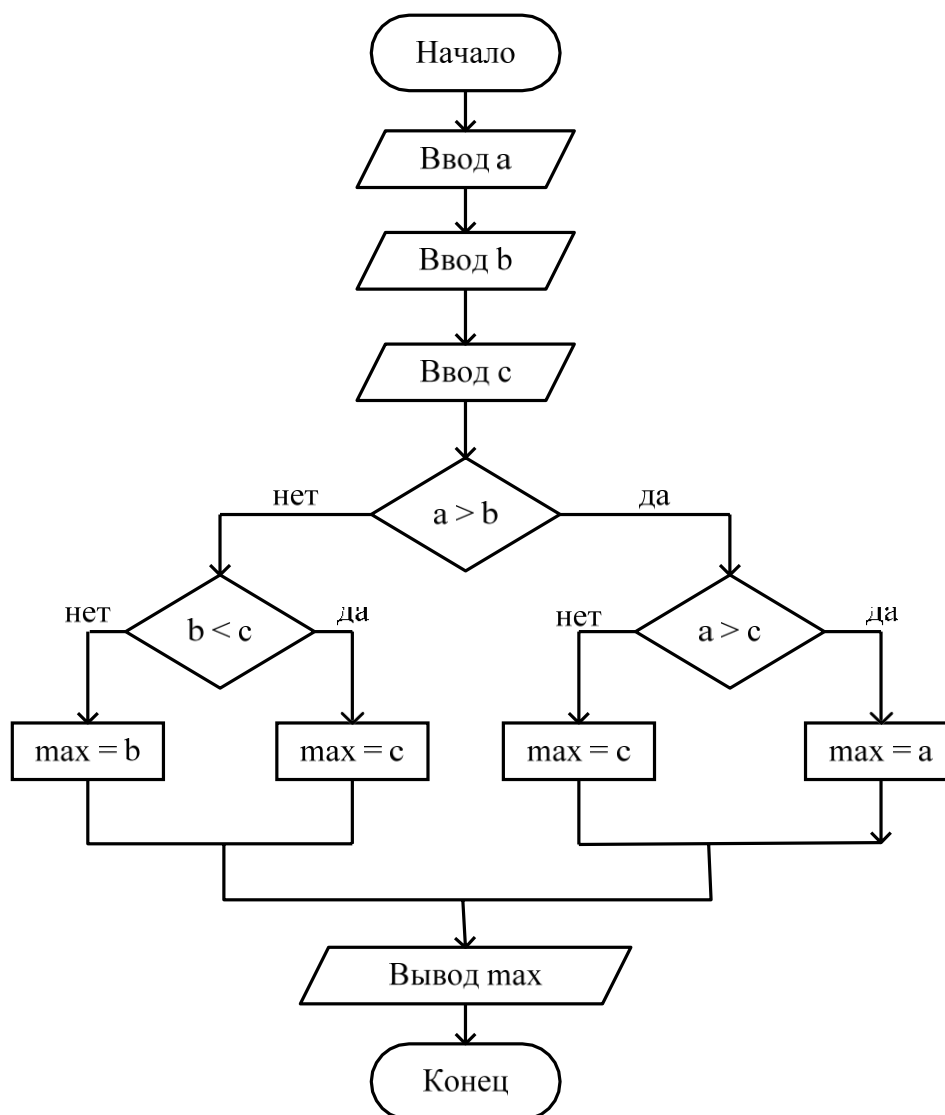 Начало
Ввод a
Ввод b
Ввод c
нет
a > b
да
нет
b < c
да
нет
a > c
да
max = b
max = c
max = c
max = a
Вывод max
Конец